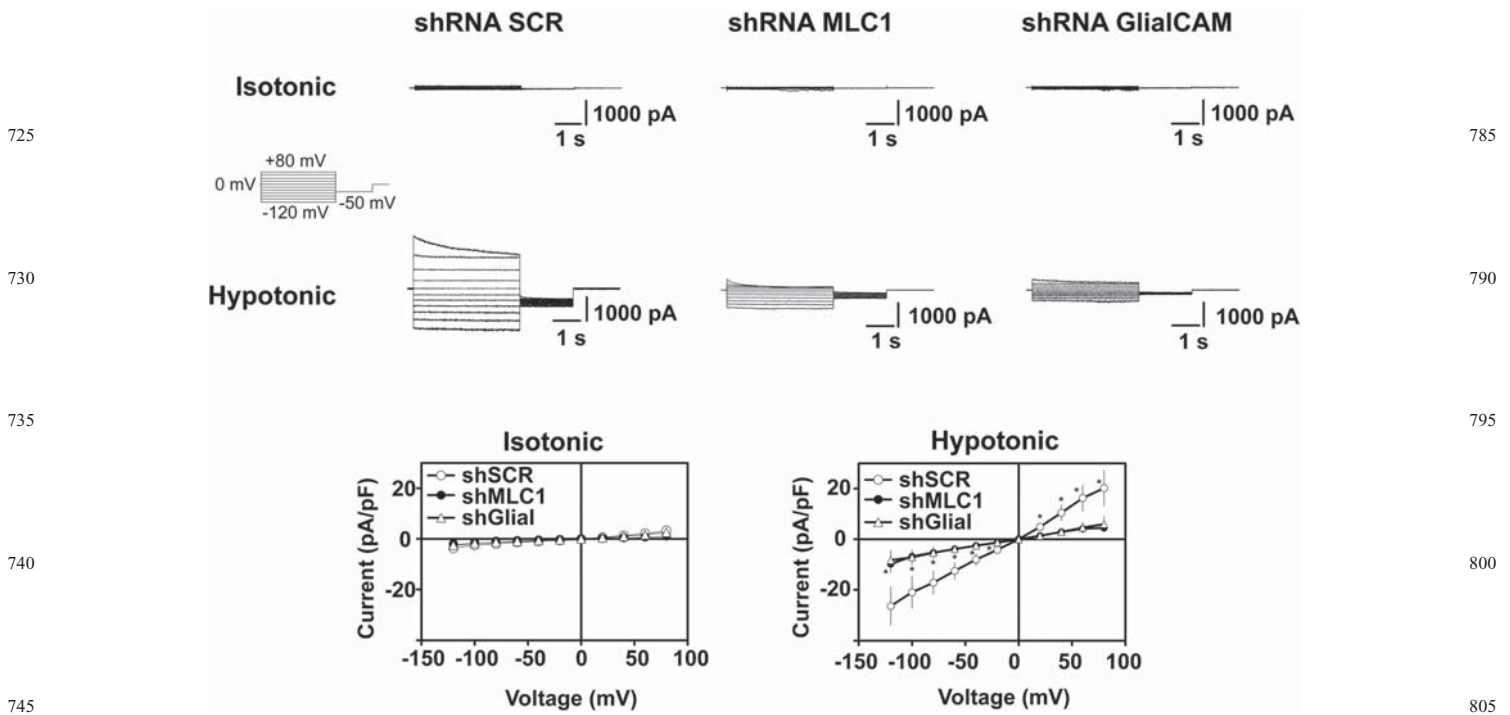 shRNA SCR shRNA MLC1 shRNA GlialCAM
Isotonic
1000 pA 1000 pA 1000 pA
1 s 1 s 1 s
725 785
+80 mV
0 mV
-50 mV
-120 mV
730 790
Hypotonic
1000 pA 1000 pA 1000 pA
1 s 1 s 1 s
735 795
Isotonic
shSCR
shMLC1
shGlial
20
0
-20
Current (pA/pF)
-150 -100 -50 0 50 100
Voltage (mV)
Hypotonic
shSCR
shMLC1
shGlial
20
0
-20
Current (pA/pF)
* * * * * * * * * *
-150 -100 -50 0 50 100
Voltage (mV)
740 800
745 805